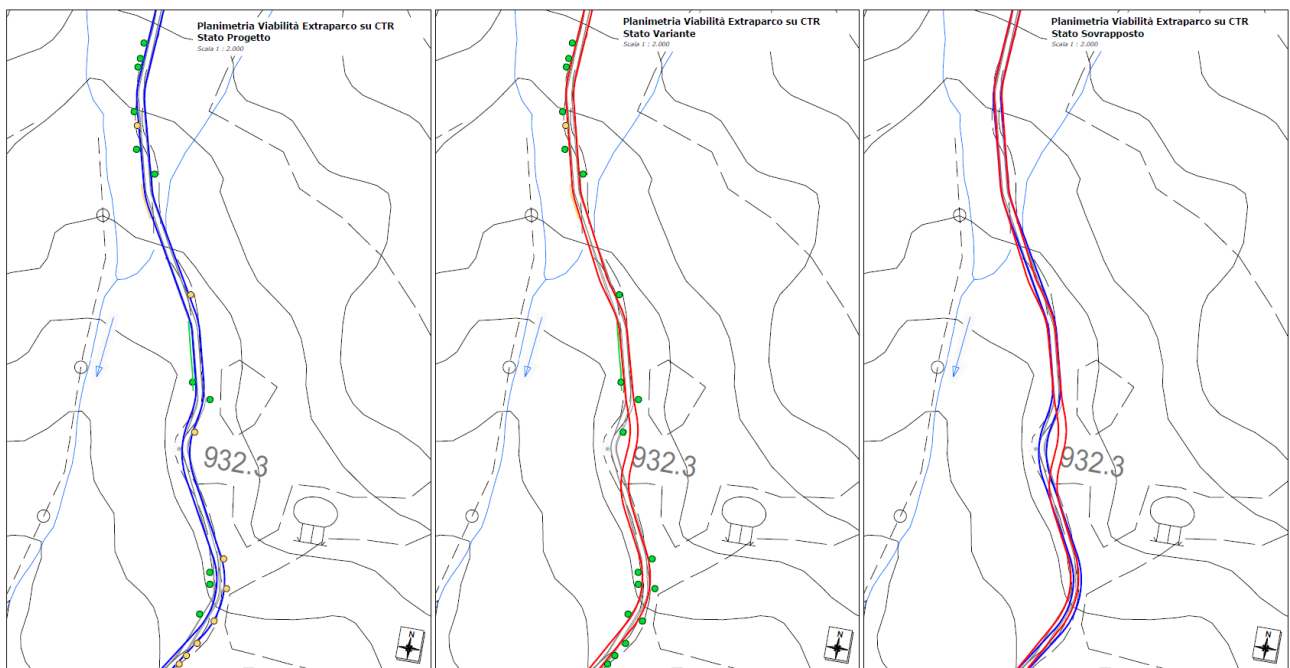 Planimetria Viabilità Extraparco su CTR
Stato Progetto
Scala 1 : 2.000
932.3
N
Planimetria Viabilità Extraparco su CTR
Stato Variante
Scala 1 : 2.000
932.3
N
Planimetria Viabilità Extraparco su CTR
Stato Sovrapposto
Scala 1 : 2.000
932.3
N